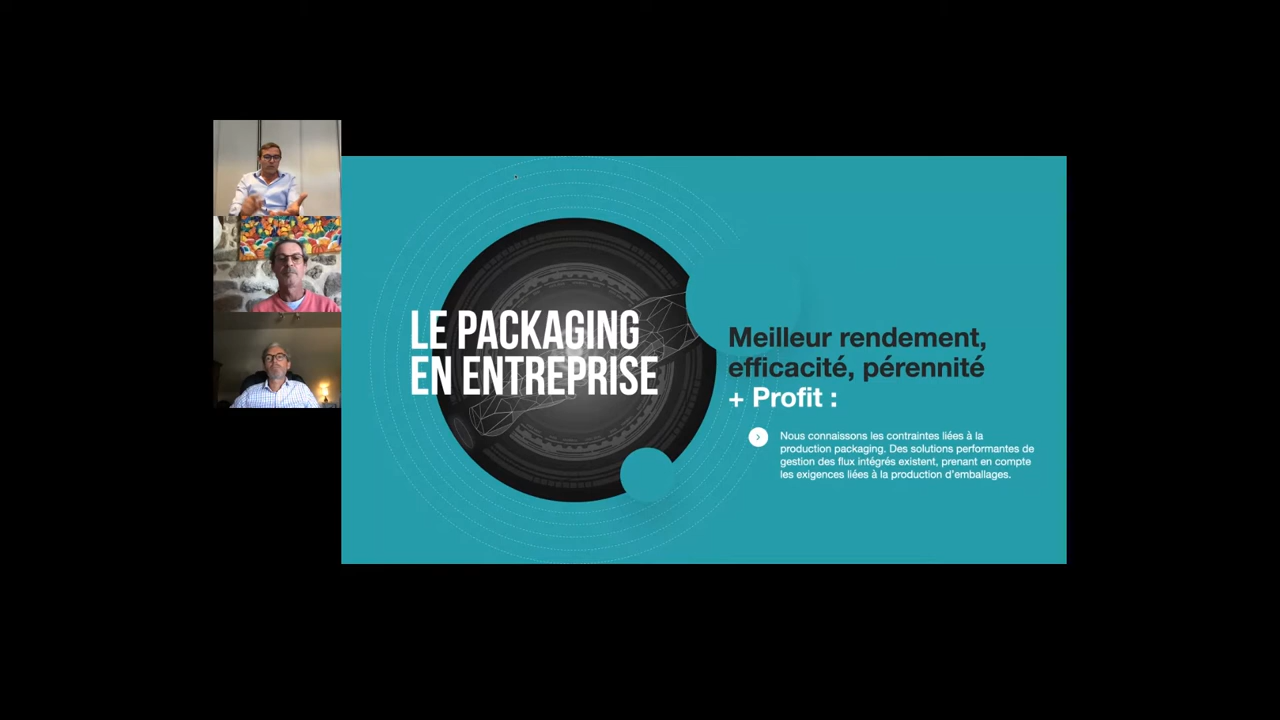 LE PACKAGING
EN ENTREPRISE
Meilleur rendement,
efficacité, pérennité
+ Profit :
Nous connaissons les contraintes liées à la
production packaging. Des solutions performantes de
gestion des flux intégrés existent, prenant en compte
les exigences liées à la production d'emballages.